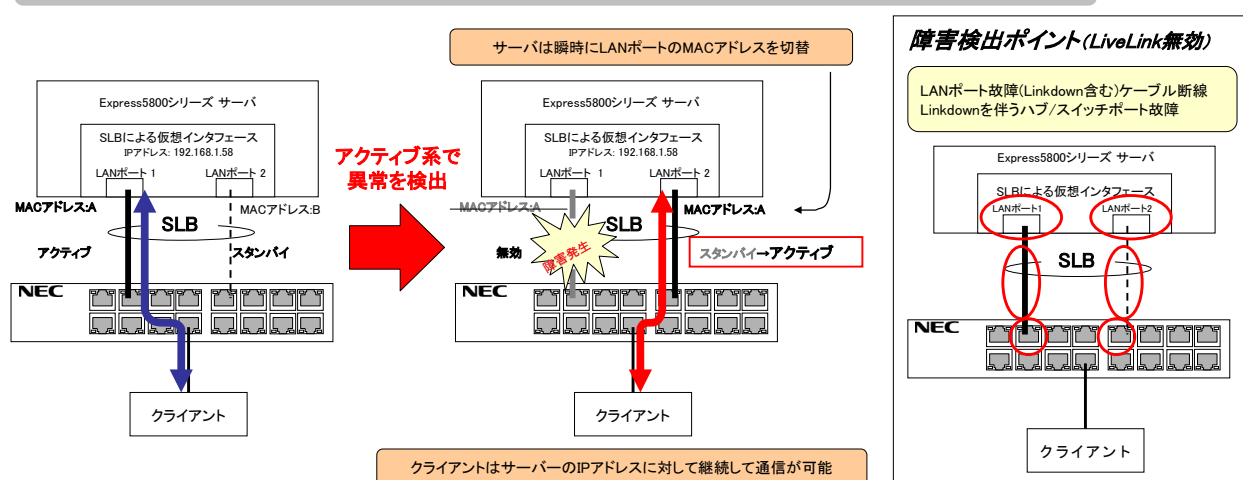 サーバは瞬時にLANポートのMACアドレスを切替
Express5800シリーズ サーバ
SLBによる仮想インタフェース
IPアドレス: 192.168.1.58
LANポート 1
LANポート 2
MACアドレス:A
MACアドレス:B
SLB
アクティブ
スタンバイ
NEC
クライアント
アクティブ系で
異常を検出
Express5800シリーズ サーバ
SLBによる仮想インタフェース
IPアドレス: 192.168.1.58
LANポート 1
LANポート 2
MACアドレス:A
MACアドレス:A
SLB
無効
障害発生
スタンバイ→アクティブ
NEC
クライアント
クライアントはサーバーのIPアドレスに対して継続して通信が可能
障害検出ポイント(LiveLink無効)
LANポート故障(Linkdown含む)ケーブル断線
Linkdownを伴うハブ/スイッチポート故障
Express5800シリーズ サーバ
SLBによる仮想インタフェース
LANポート1
LANポート2
SLB
NEC
クライアント